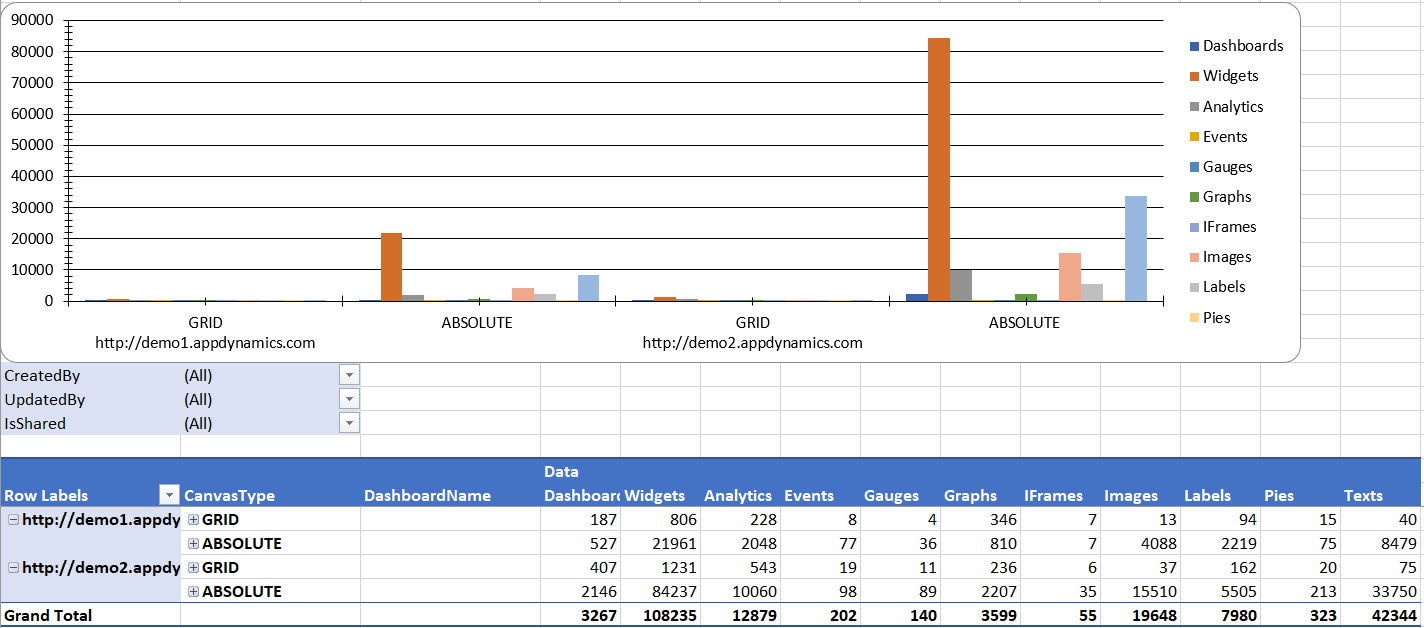 90000
80000
70000
60000
50000
40000
30000
20000
10000
0
GRID ABSOLUTE GRID ABSOLUTE
http://demo1.appdynamics.com http://demo2.appdynamics.com
Dashboards
Widgets
Analytics
Events
Gauges
Graphs
IFrames
Images
Labels
Pies
CreatedBy (All)
UpdatedBy (All)
IsShared (All)
Data
Row Labels CanvasType DashboardName Dashboard Widgets Analytics Events Gauges Graphs IFrames Images Labels Pies Texts
http://demo1.appdy GRID 187 806 228 8 4 346 7 13 94 15 40
ABSOLUTE 527 21961 2048 77 36 810 7 4088 2219 75 8479
http://demo2.appdy GRID 407 1231 543 19 11 236 6 37 162 20 75
ABSOLUTE 2146 84237 10060 98 89 2207 35 15510 5505 213 33750
Grand Total 3267 108235 12879 202 140 3599 55 19648 7980 323 42344